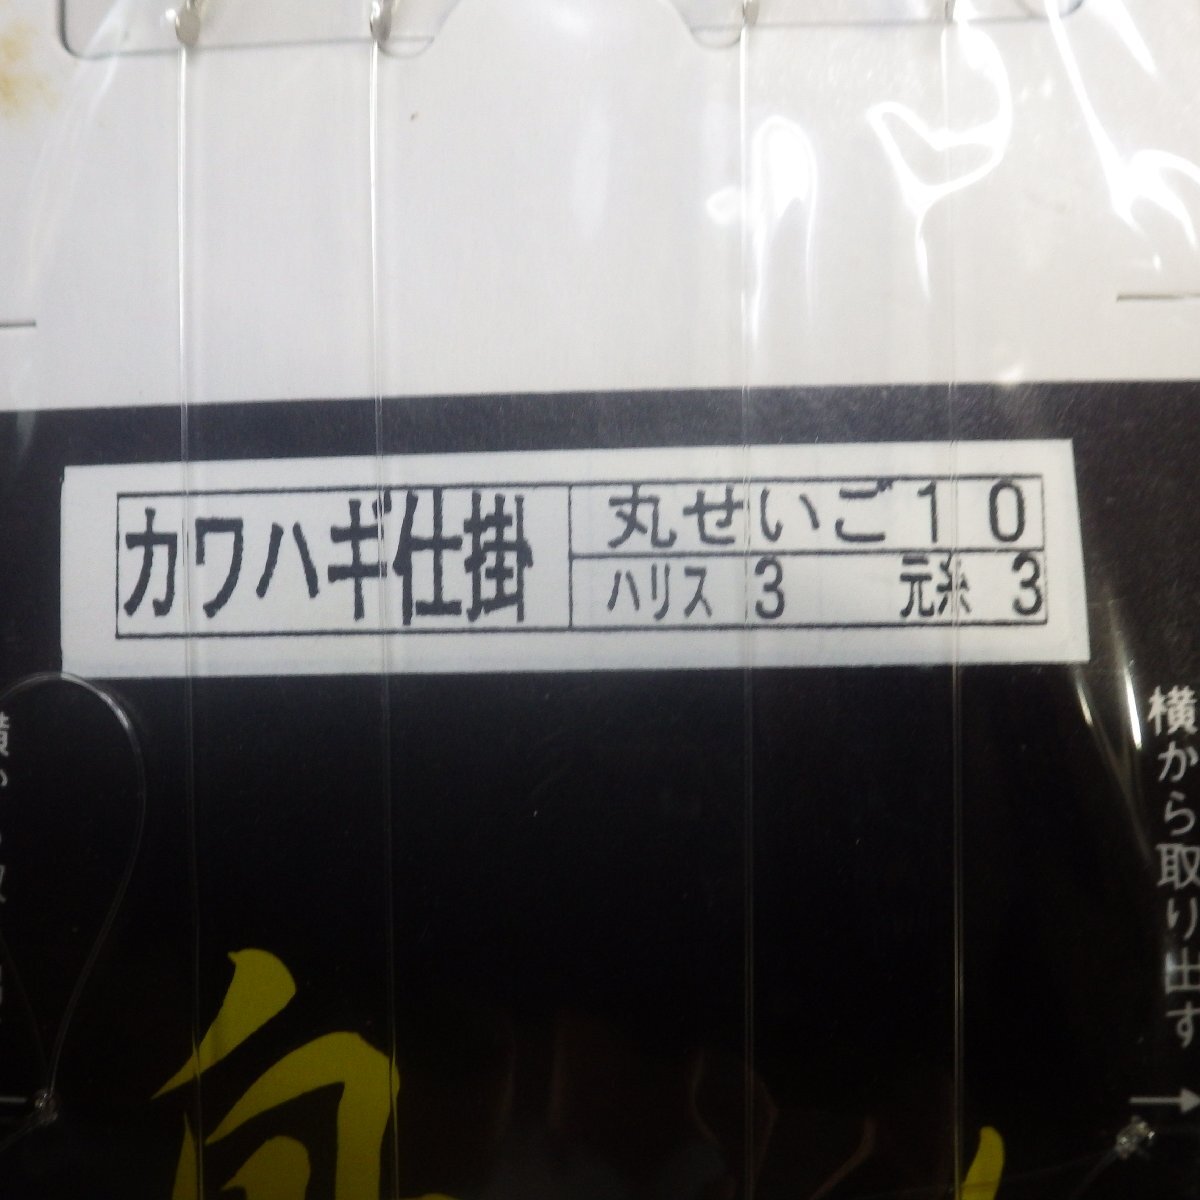 カワハギ仕掛
丸せいご10
ハリス 3 元糸 3
横から取り出す